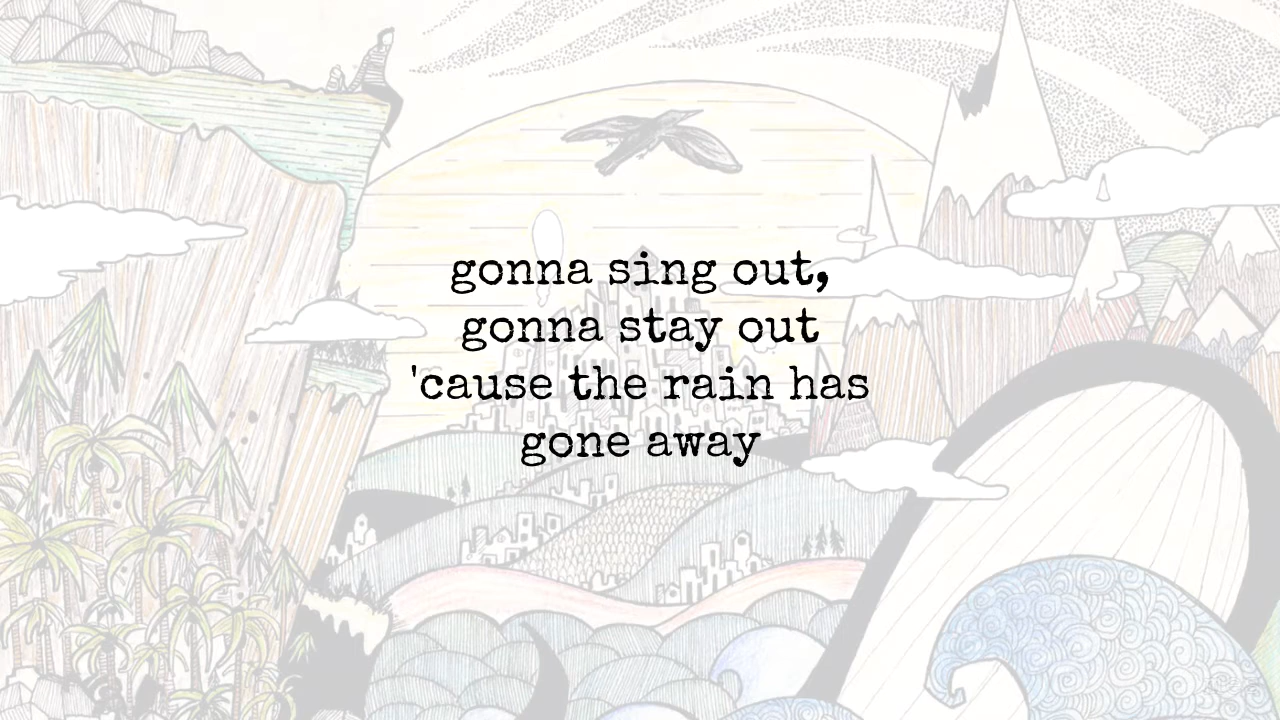 gonna sing out,
gonna stay out
'cause the rain has
gone away